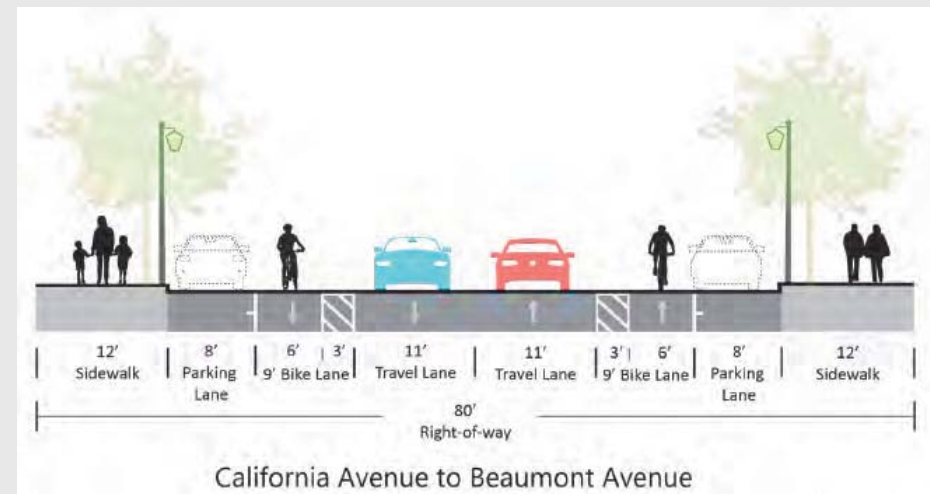 12' 8' 6' 3' 11' 11' 3' 6' 8' 12'
Sidewalk Parking 9' Bike Lane Travel Lane Travel Lane 9' Bike Lane Parking Sidewalk
Lane Lane
80'
Right-of-way
California Avenue to Beaumont Avenue